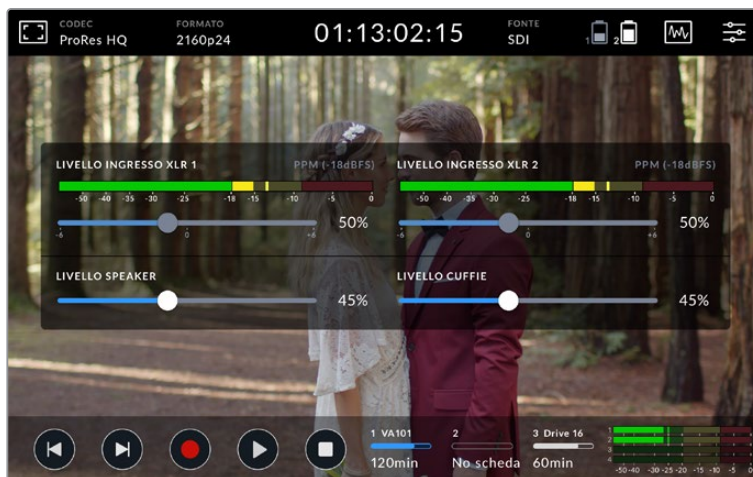 CODEC
ProRes HQ
FORMATO
2160p24
01:13:02:15
FONTE
SDI
1
2
LIVELLO INGRESSO XLR 1
PPM (-18dBFS)
-50 -40 -35 -30 -25 -18 -15 -10 -5 0
50%
-6 0 +6
LIVELLO INGRESSO XLR 2
PPM (-18dBFS)
-50 -40 -35 -30 -25 -18 -15 -10 -5 0
50%
-6 0 +6
LIVELLO SPEAKER
45%
LIVELLO CUFFIE
45%
1 VA101
120min
2
No scheda
3 Drive 16
60min
1
2
3
4
-50 -40 -30 -25 -20 -15 -10 -5 0